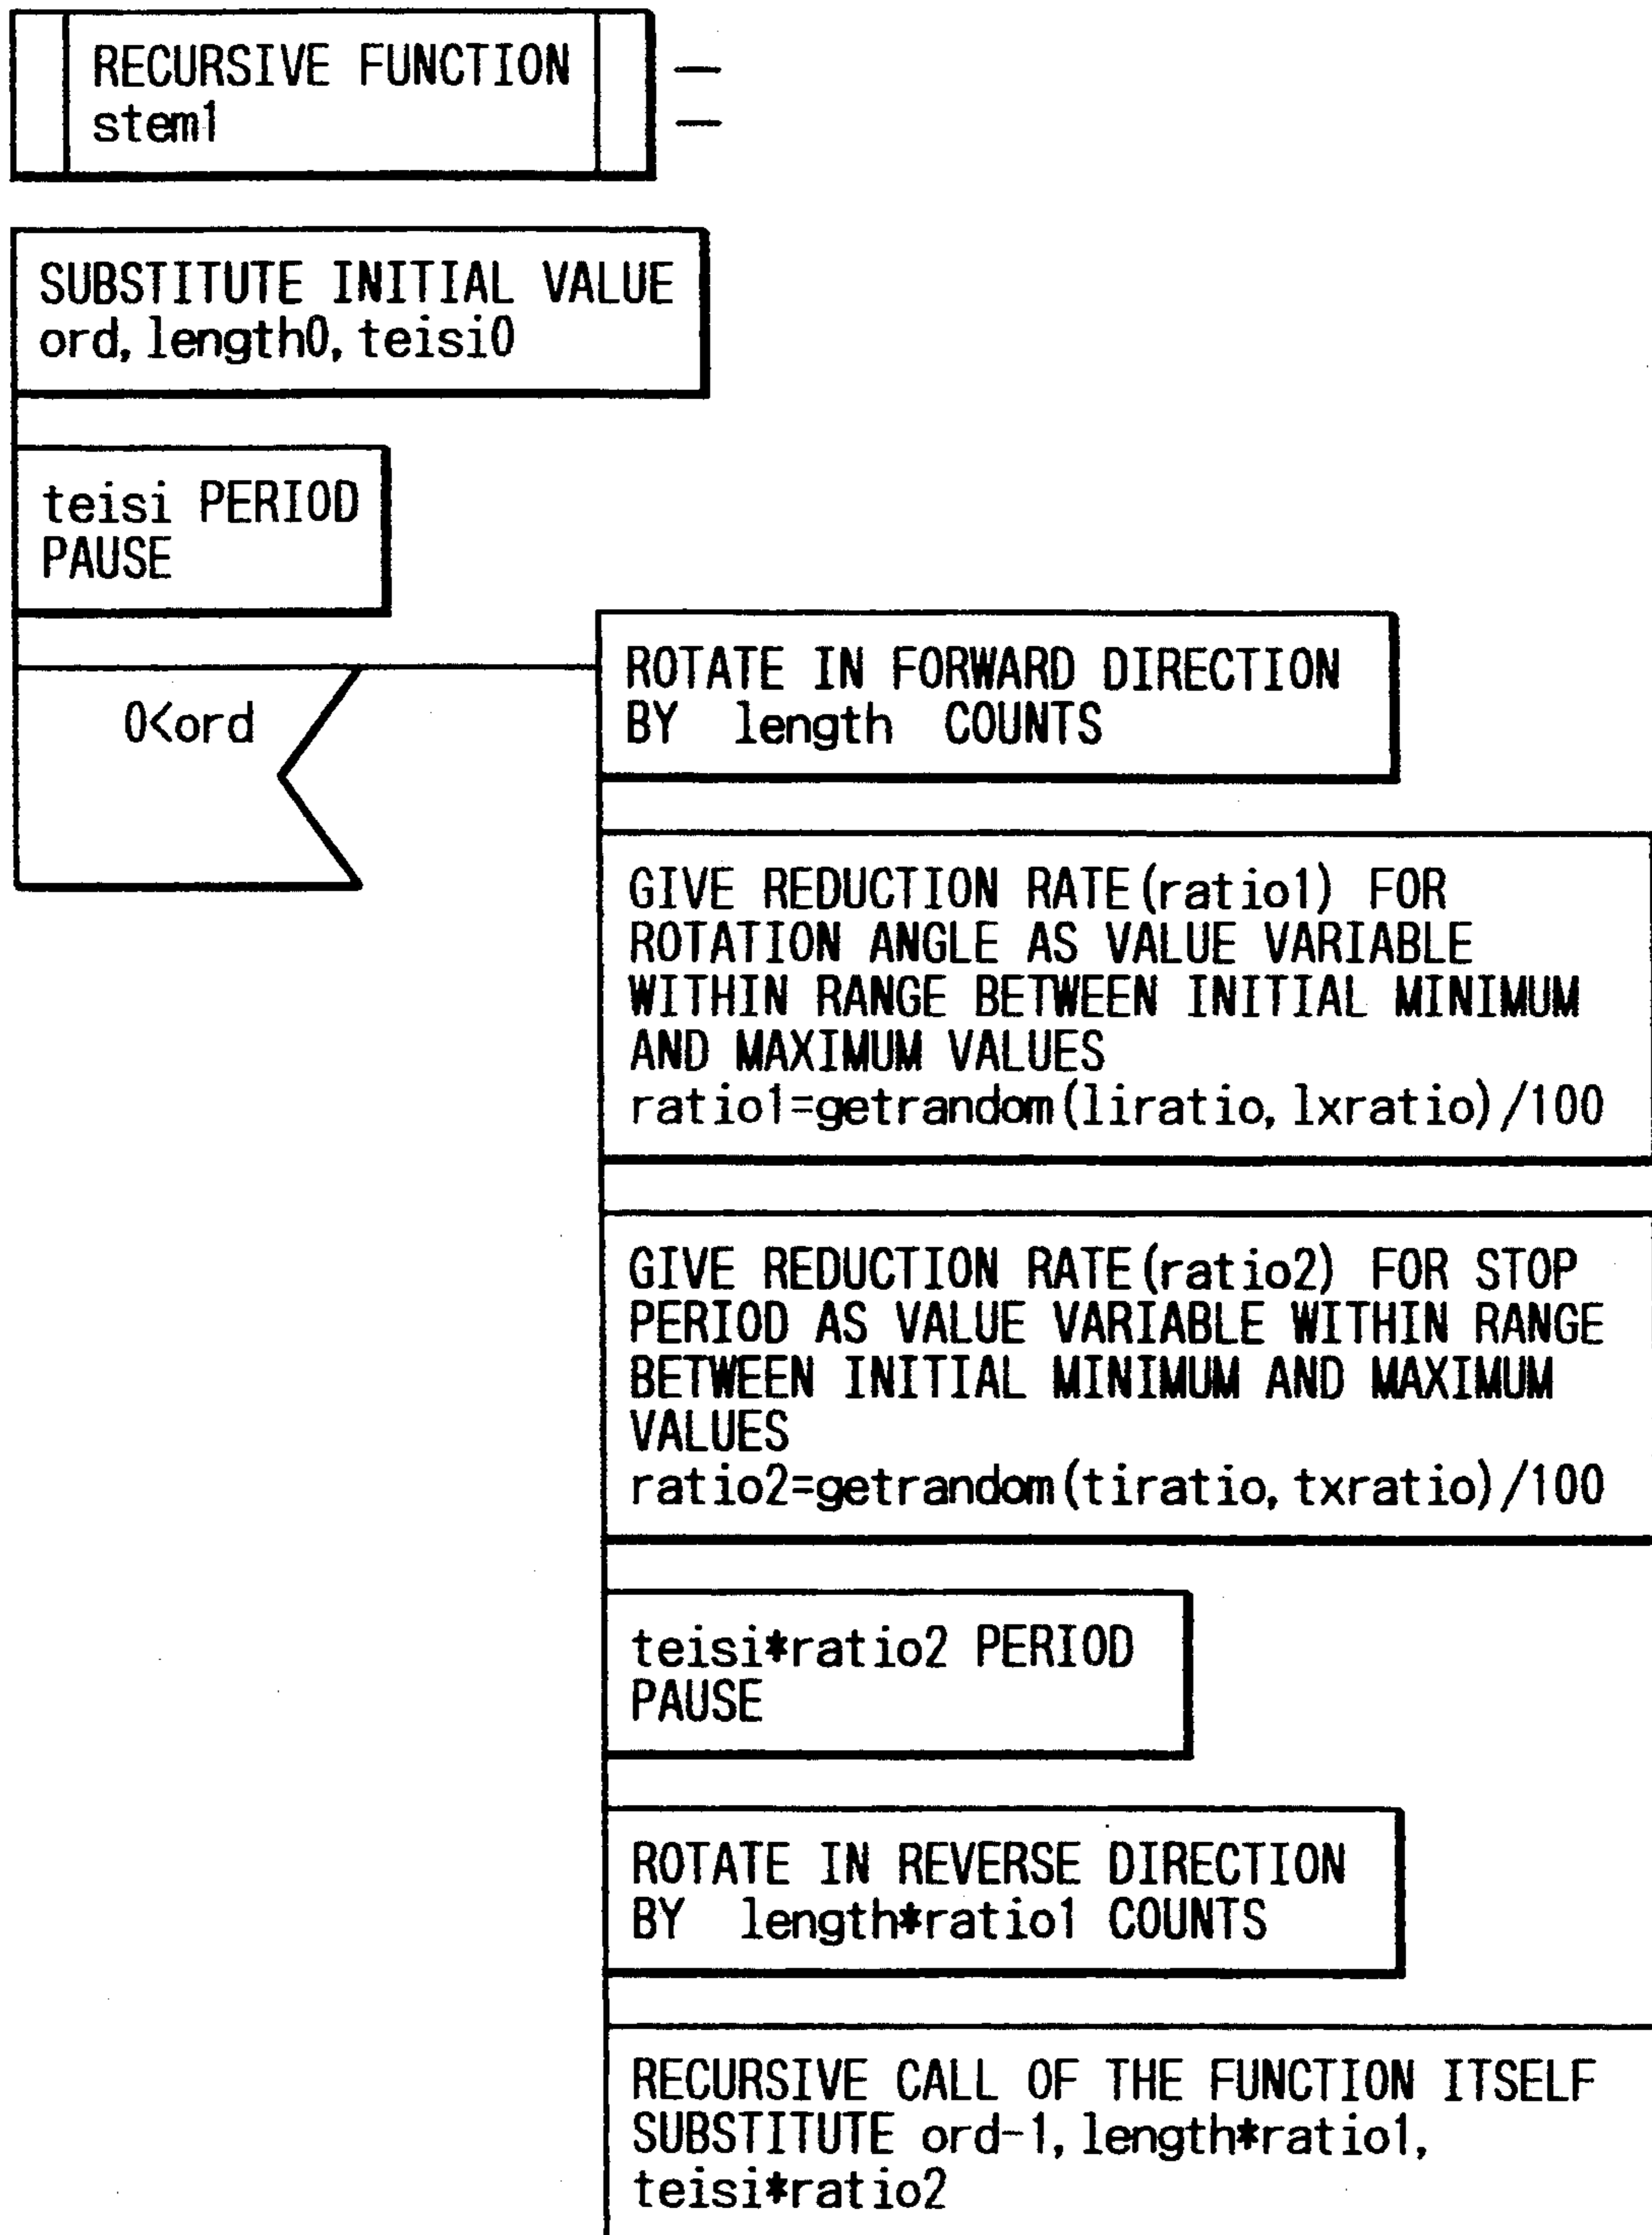 RECURSIVE FUNCTION
stem1
SUBSTITUTE INITIAL VALUE
ord, length0, teisi0
teisi PERIOD
PAUSE
0<ord
ROTATE IN FORWARD DIRECTION
BY length COUNTS
GIVE REDUCTION RATE(ratio1) FOR
ROTATION ANGLE AS VALUE VARIABLE
WITHIN RANGE BETWEEN INITIAL MINIMUM
AND MAXIMUM VALUES
ratio1=getrandom(liratio, lxratio)/100
GIVE REDUCTION RATE(ratio2) FOR STOP
PERIOD AS VALUE VARIABLE WITHIN RANGE
BETWEEN INITIAL MINIMUM AND MAXIMUM
VALUES
ratio2=getrandom(tiratio, txratio)/100
teisi*ratio2 PERIOD
PAUSE
ROTATE IN REVERSE DIRECTION
BY length*ratio1 COUNTS
RECURSIVE CALL OF THE FUNCTION ITSELF
SUBSTITUTE ord-1, length*ratio1,
teisi*ratio2